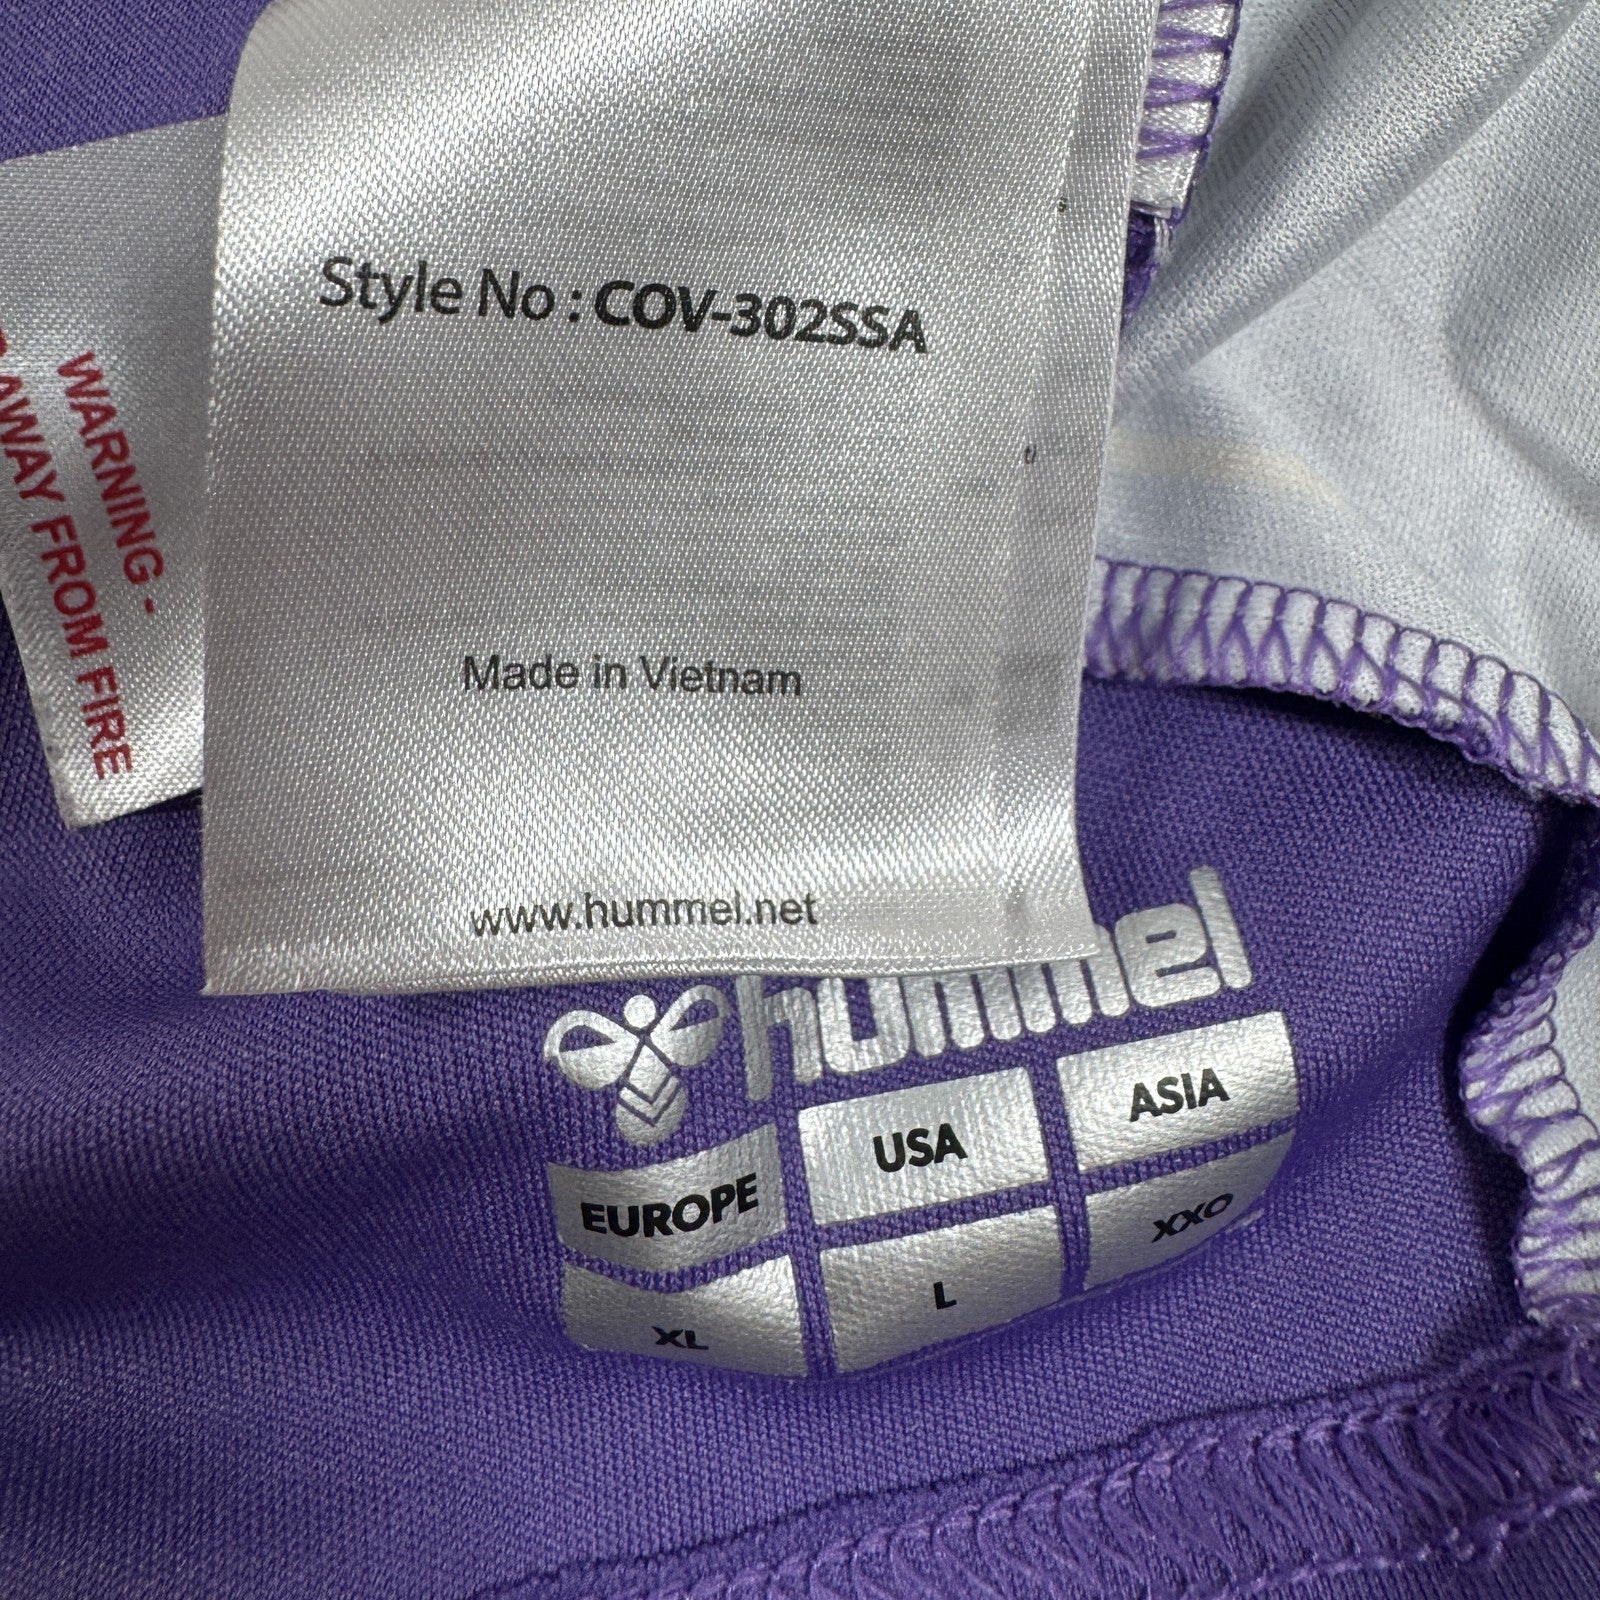 Style No : COV-302SSA
Made in Vietnam
www.hummel.net
WARNING -
AWAY FROM FIRE
hummel
EUROPE USA ASIA
XL L XXO